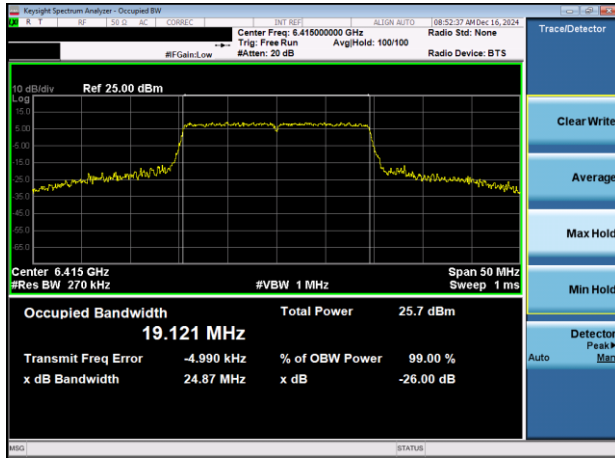 Keysight Spectrum Analyzer - Occupied BW
R T RF 50 Ω AC CORREC INT REF ALIGN AUTO 08:52:37 AM Dec 16, 2024
Center Freq: 6.415000000 GHz Radio Std: None
Trig: Free Run Avg|Hold: 100/100
#IFGain:Low #Atten: 20 dB Radio Device: BTS
Trace/Detector
10 dB/div Ref 25.00 dBm
Log
15.0
5.00
-5.00
-15.0
-25.0
-35.0
-45.0
-55.0
-65.0
Center 6.415 GHz Span 50 MHz
#Res BW 270 kHz #VBW 1 MHz Sweep 1 ms
Occupied Bandwidth Total Power 25.7 dBm
19.121 MHz
Transmit Freq Error -4.990 kHz % of OBW Power 99.00 %
x dB Bandwidth 24.87 MHz x dB -26.00 dB
Clear Write
Average
Max Hold
Min Hold
Detector
Peak▶
Auto Man
MSG STATUS